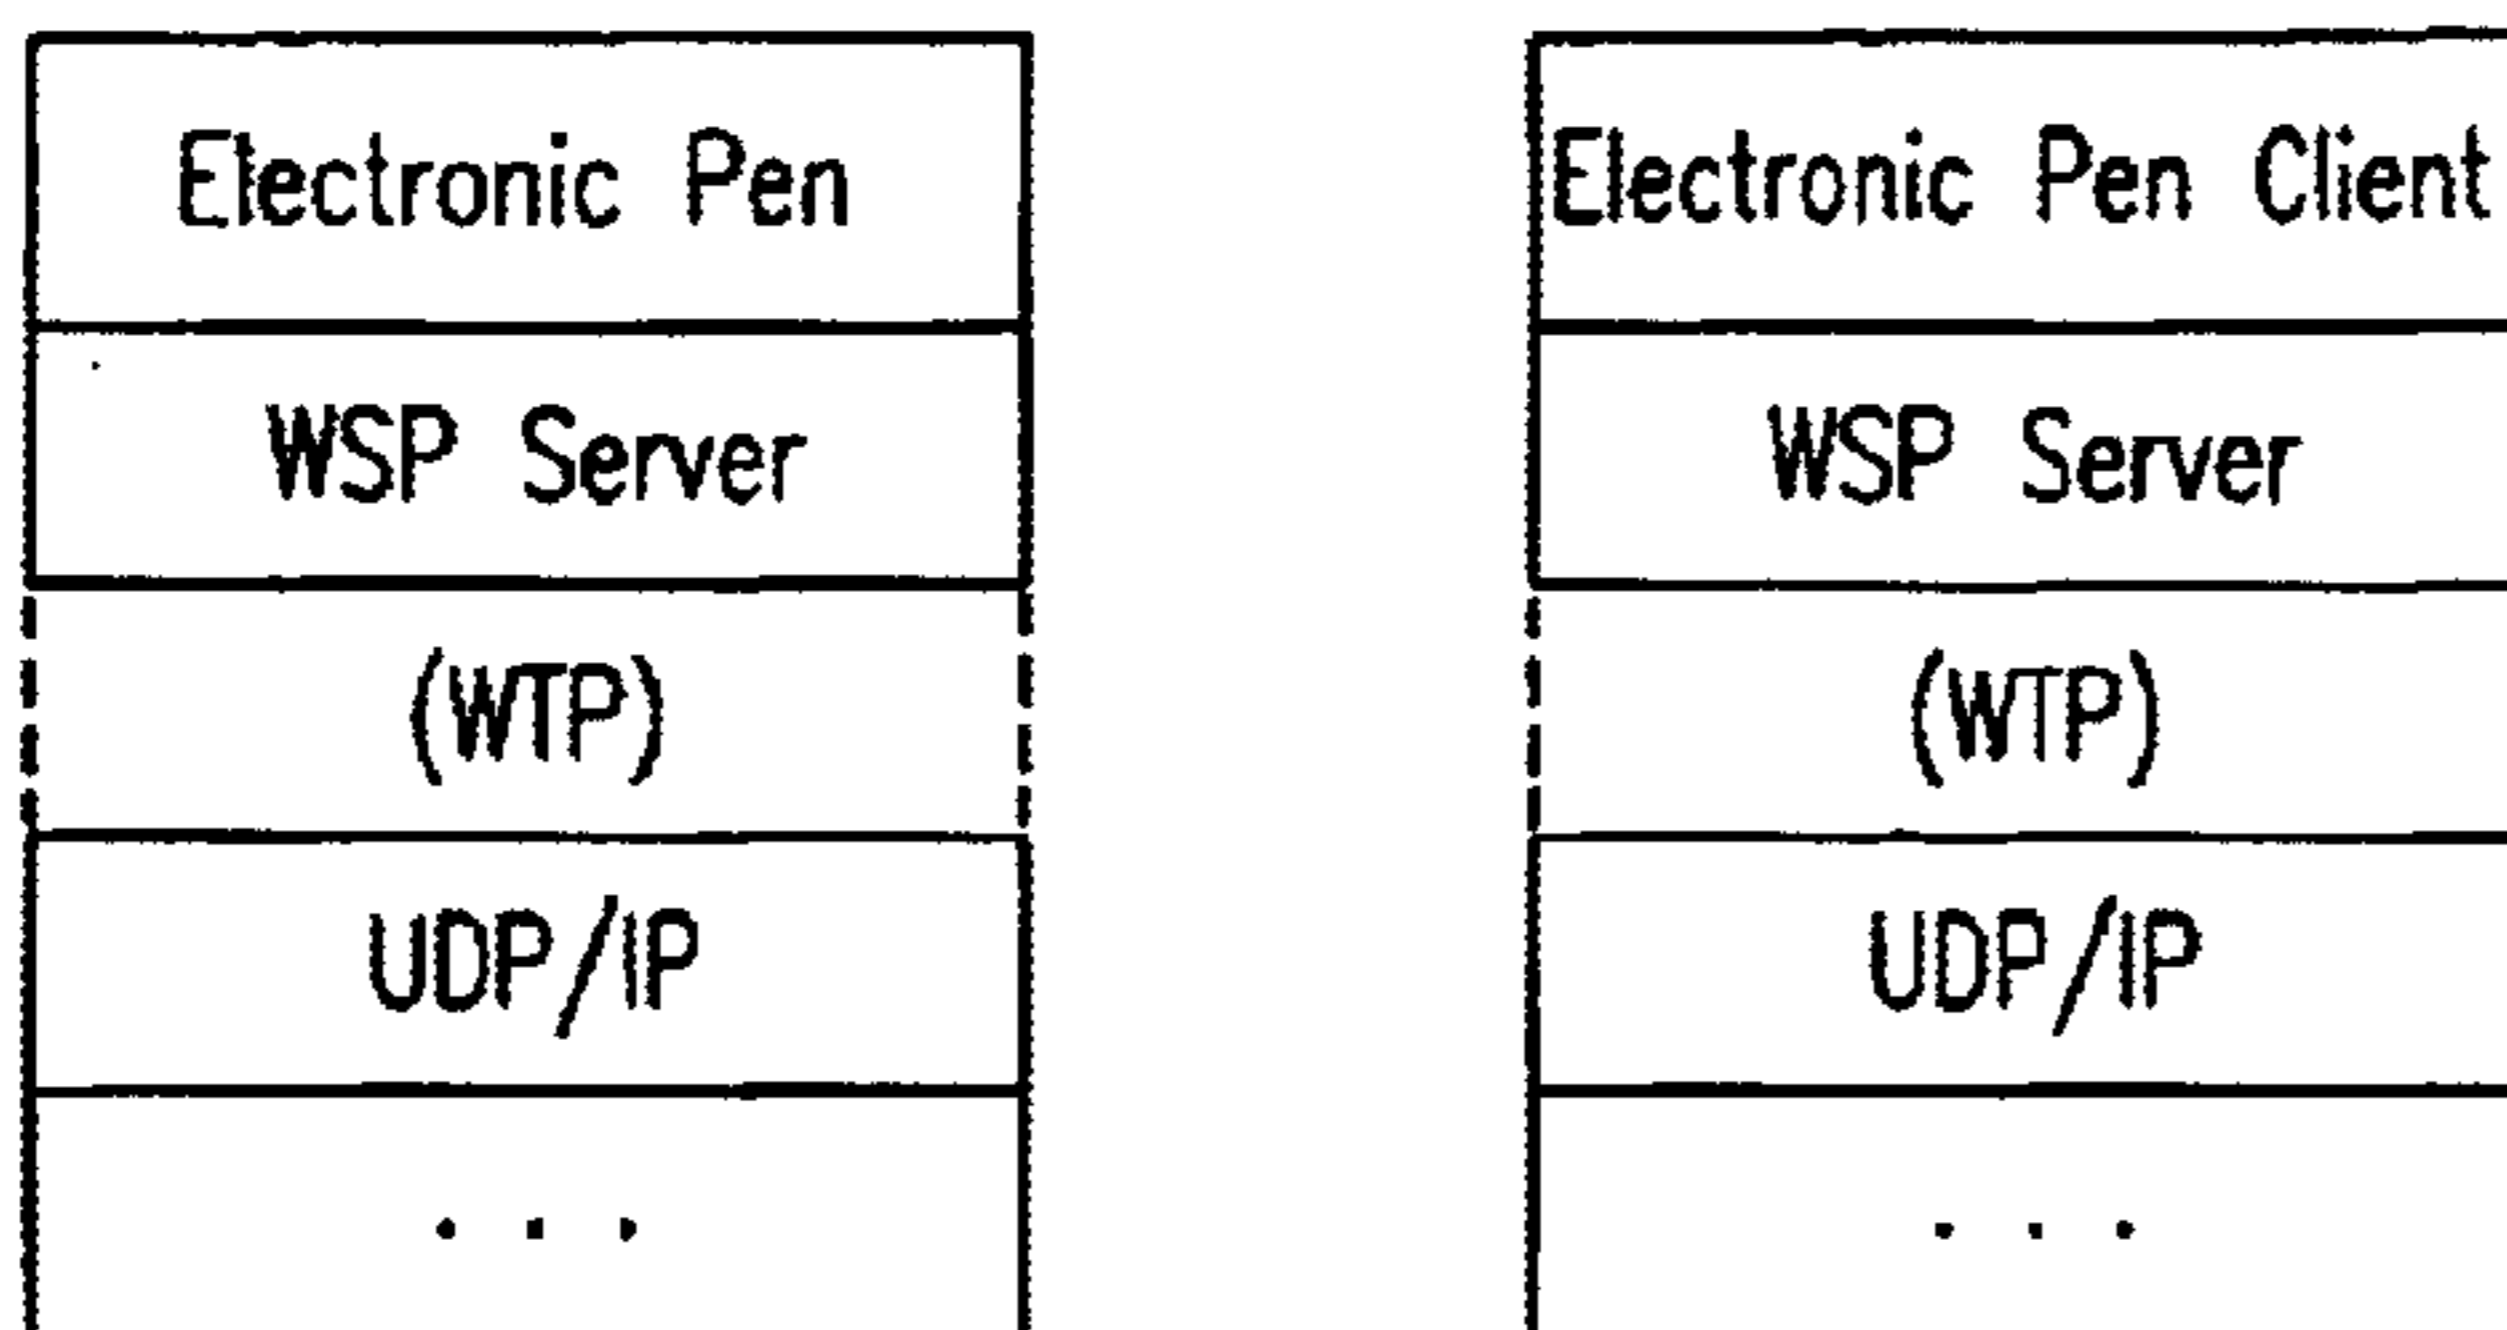 Electronic Pen
WSP Server
(WTP)
UDP/IP
. . .
Electronic Pen Client
WSP Server
(WTP)
UDP/IP
. . .